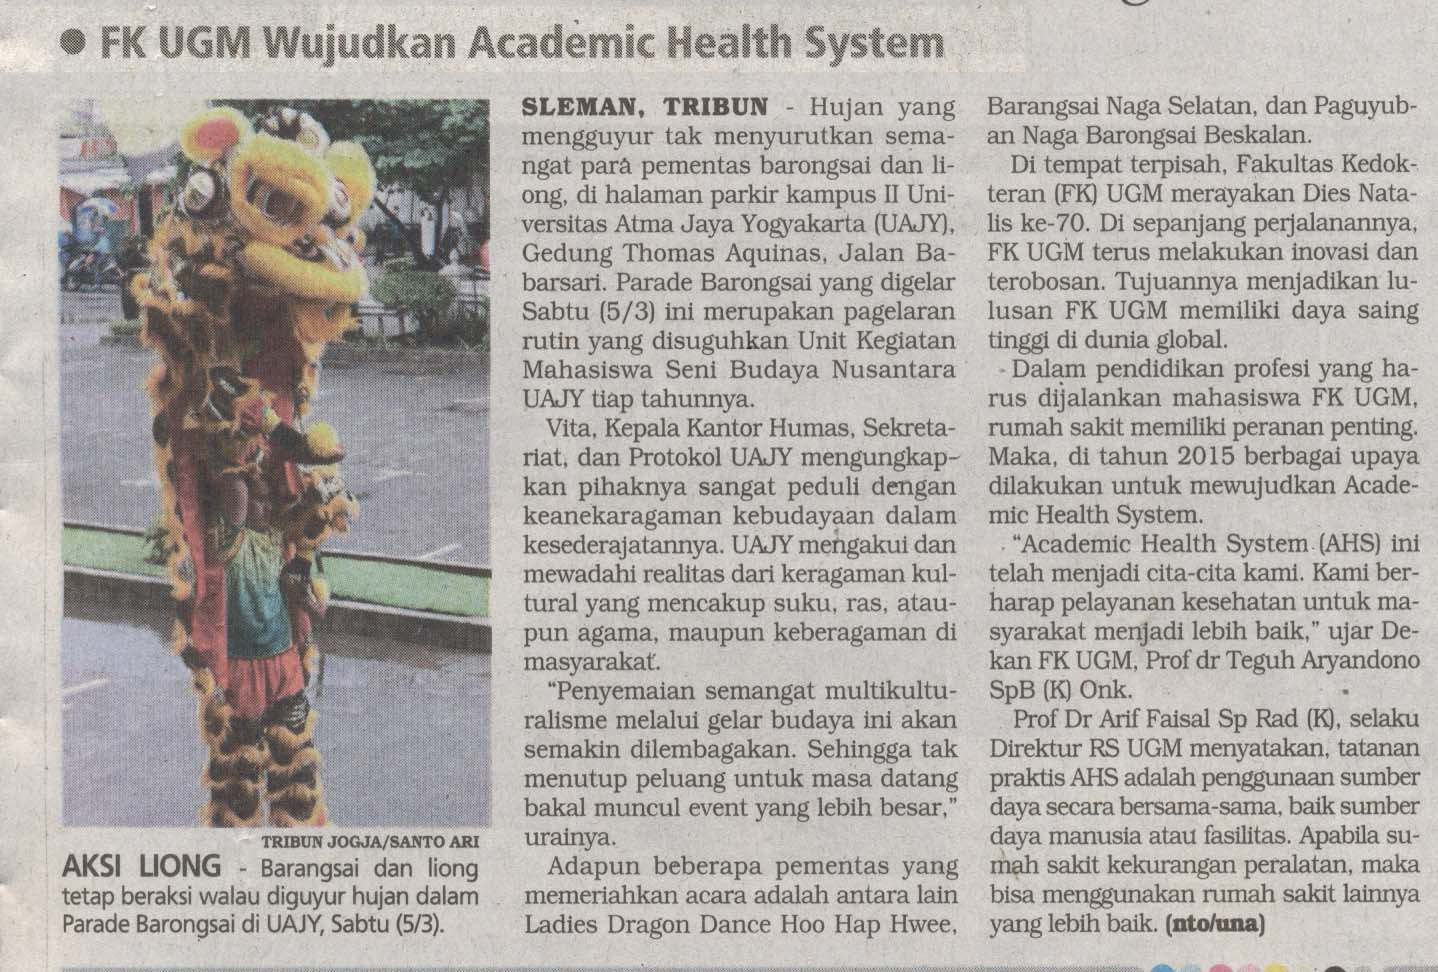 ● FK UGM Wujudkan Academic Health System
TRIBUN JOGJA/SANTO ARI
AKSI LIONG - Barangsai dan liong
tetap beraksi walau diguyur hujan dalam
Parade Barongsai di UAJY, Sabtu (5/3).
SLEMAN, TRIBUN - Hujan yang
mengguyur tak menyurutkan sema-
ngat para pementas barongsai dan li-
ong, di halaman parkir kampus II Uni-
versitas Atma Jaya Yogyakarta (UAJY),
Gedung Thomas Aquinas, Jalan Ba-
barsari. Parade Barongsai yang digelar
Sabtu (5/3) ini merupakan pagelaran
rutin yang disuguhkan Unit Kegiatan
Mahasiswa Seni Budaya Nusantara
UAJY tiap tahunnya.
Vita, Kepala Kantor Humas, Sekreta-
riat, dan Protokol UAJY mengungkap-
kan pihaknya sangat peduli dengan
keanekaragaman kebudayaan dalam
kesederajatannya. UAJY mengakui dan
mewadahi realitas dari keragaman kul-
tural yang mencakup suku, ras, atau-
pun agama, maupun keberagaman di
masyarakat.
“Penyemaian semangat multikultu-
ralisme melalui gelar budaya ini akan
semakin dilembagakan. Sehingga tak
menutup peluang untuk masa datang
bakal muncul event yang lebih besar,”
urainya.
Adapun beberapa pementas yang
memeriahkan acara adalah antara lain
Ladies Dragon Dance Hoo Hap Hwee,
Barangsai Naga Selatan, dan Paguyub-
an Naga Barongsai Beskalan.
Di tempat terpisah, Fakultas Kedok-
teran (FK) UGM merayakan Dies Nata-
lis ke-70. Di sepanjang perjalanannya,
FK UGM terus melakukan inovasi dan
terobosan. Tujuannya menjadikan lu-
lusan FK UGM memiliki daya saing
tinggi di dunia global.
Dalam pendidikan profesi yang ha-
rus dijalankan mahasiswa FK UGM,
rumah sakit memiliki peranan penting.
Maka, di tahun 2015 berbagai upaya
dilakukan untuk mewujudkan Acade-
mic Health System.
“Academic Health System (AHS) ini
telah menjadi cita-cita kami. Kami ber-
harap pelayanan kesehatan untuk ma-
syarakat menjadi lebih baik,” ujar De-
kan FK UGM, Prof dr Teguh Aryandono
SpB (K) Onk.
Prof Dr Arif Faisal Sp Rad (K), selaku
Direktur RS UGM menyatakan, tatanan
praktis AHS adalah penggunaan sumber
daya secara bersama-sama, baik sumber
daya manusia atau fasilitas. Apabila su-
mah sakit kekurangan peralatan, maka
bisa menggunakan rumah sakit lainnya
yang lebih baik. (nto/una)